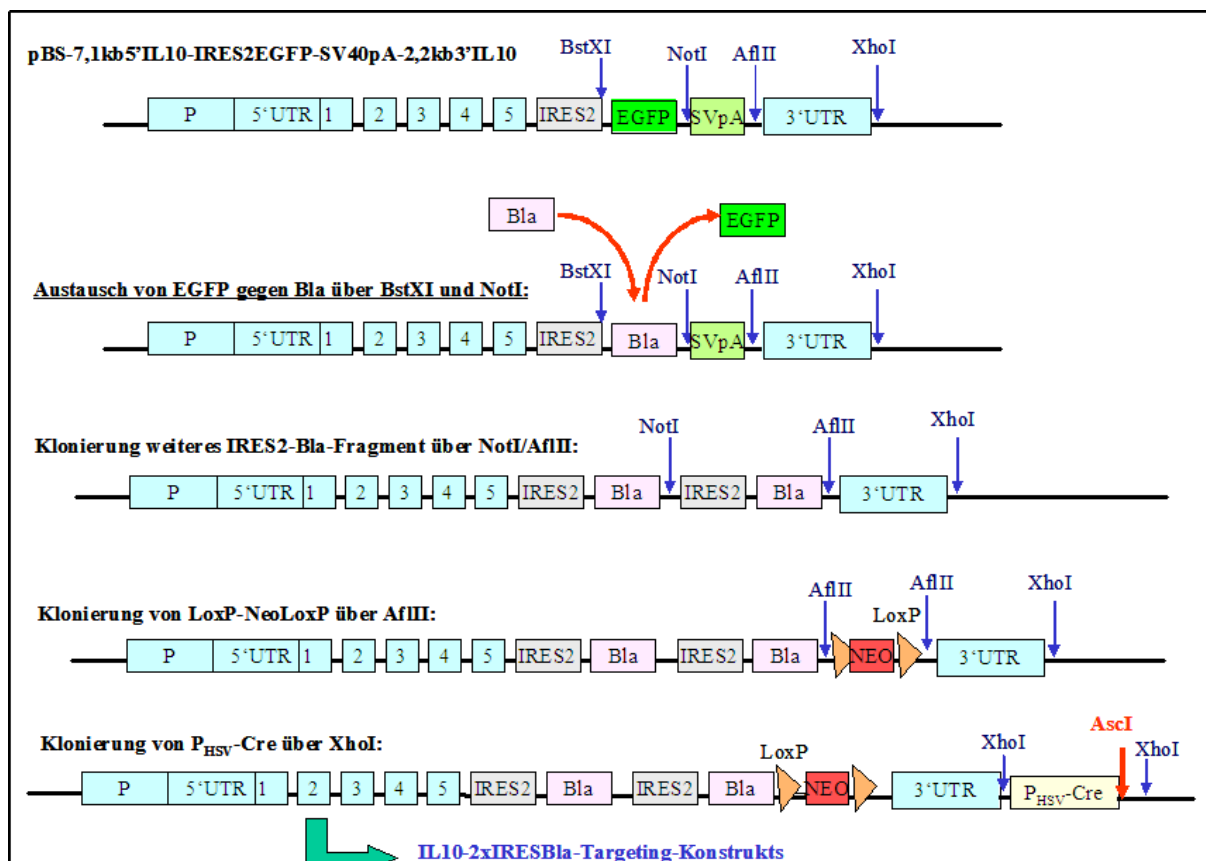 pBS-7,1kb5'IL10-IRES2EGFP-SV40pA-2,2kb3'IL10
BstXI NotI AflII XhoI
P 5'UTR 1 2 3 4 5 IRES2 EGFP SVpA 3'UTR
Bla EGFP
Austausch von EGFP gegen Bla über BstXI und NotI:
BstXI NotI AflII XhoI
P 5'UTR 1 2 3 4 5 IRES2 Bla SVpA 3'UTR
Klonierung weiteres IRES2-Bla-Fragment über NotI/AflII:
NotI AflII XhoI
P 5'UTR 1 2 3 4 5 IRES2 Bla IRES2 Bla 3'UTR
Klonierung von LoxP-NeoLoxP über AflII:
AflII AflII XhoI
LoxP
P 5'UTR 1 2 3 4 5 IRES2 Bla IRES2 Bla NEO 3'UTR
Klonierung von PHSV-Cre über XhoI:
AscI
LoxP XhoI XhoI
P 5'UTR 1 2 3 4 5 IRES2 Bla IRES2 Bla NEO 3'UTR PHSV-Cre
IL10-2xIRESBla-Targeting-Konstrukts